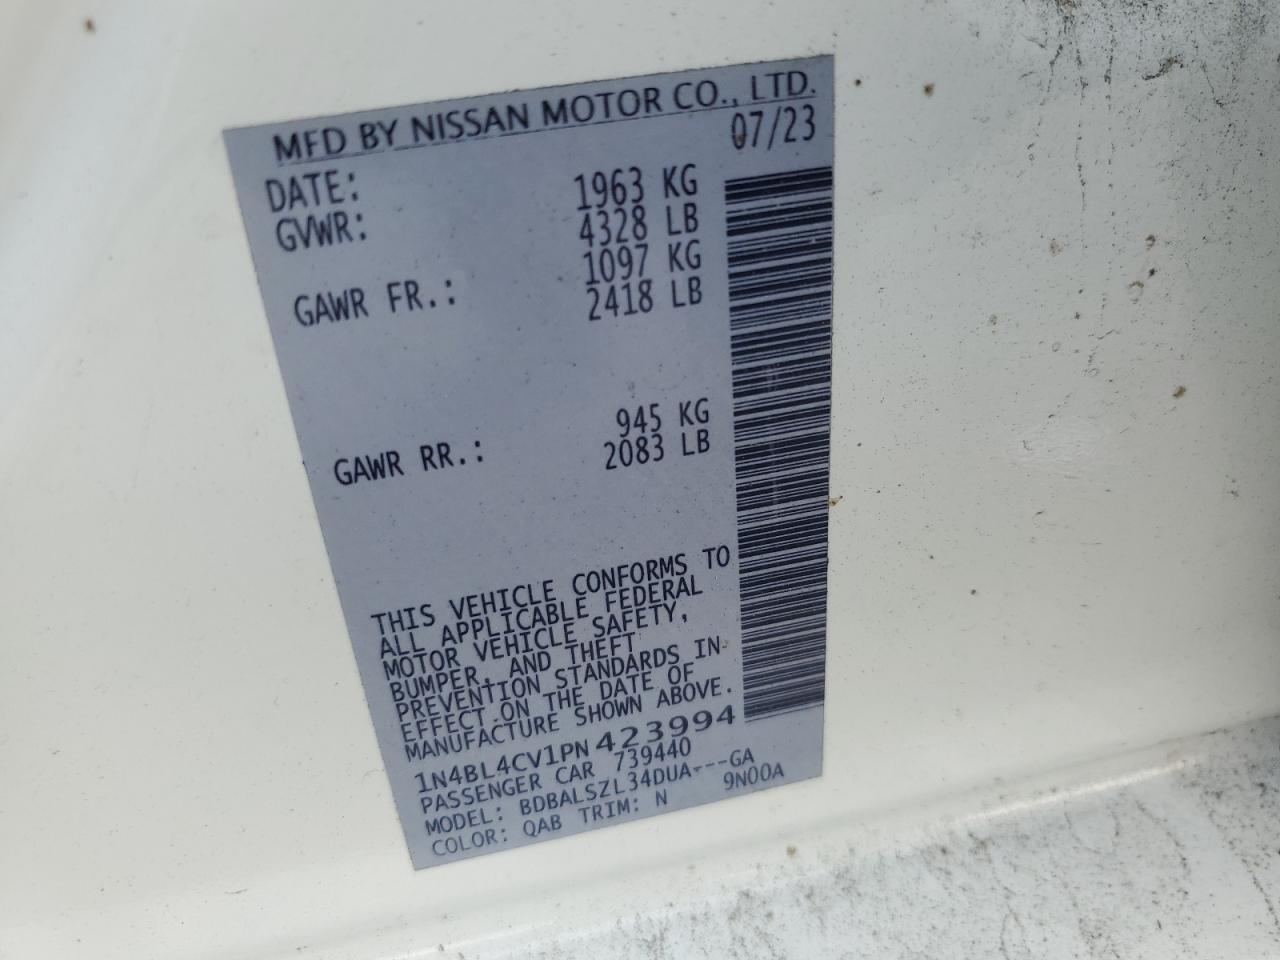 MFD BY NISSAN MOTOR CO., LTD.
DATE: 07/23
GVWR: 1963 KG
4328 LB
GAWR FR.: 1097 KG
2418 LB
GAWR RR.: 945 KG
2083 LB
THIS VEHICLE CONFORMS TO
ALL APPLICABLE FEDERAL
MOTOR VEHICLE SAFETY,
BUMPER, AND THEFT
PREVENTION STANDARDS IN
EFFECT ON THE DATE OF
MANUFACTURE SHOWN ABOVE.
1N4BL4CV1PN423994
PASSENGER CAR 739440
MODEL: BDBALSZL34DUA---GA
COLOR: QAB TRIM: N 9N00A